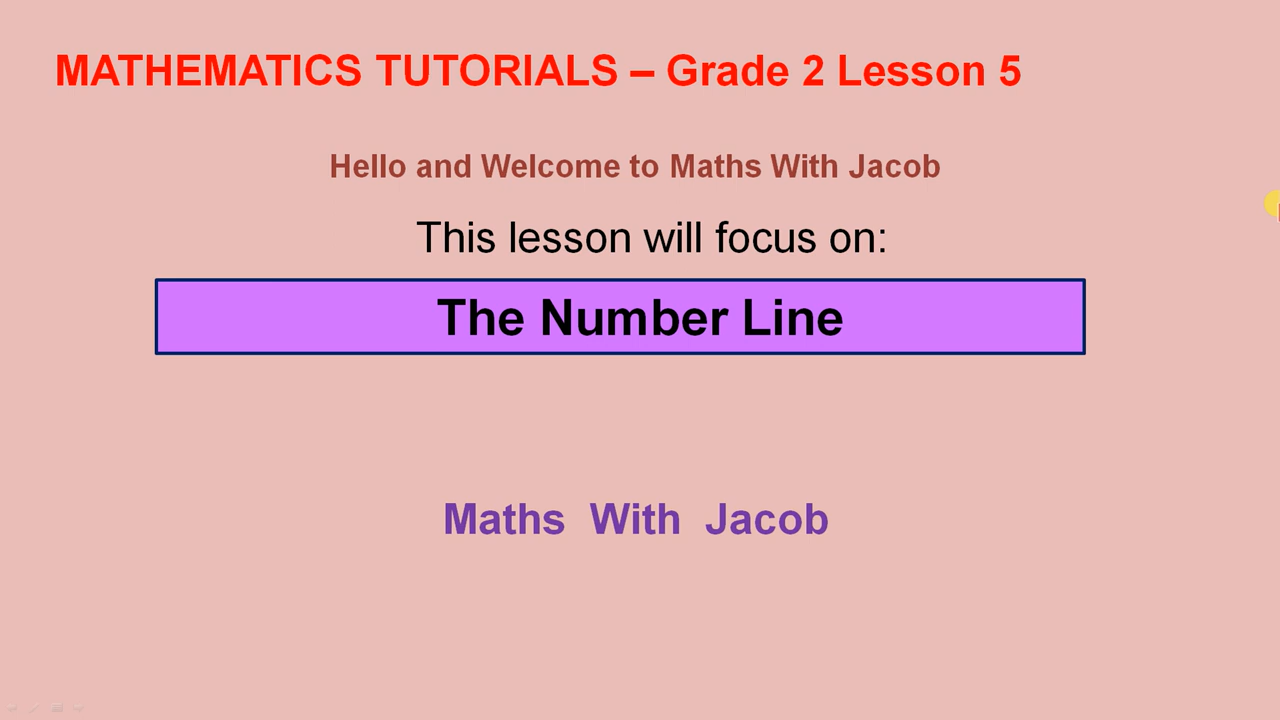 MATHEMATICS TUTORIALS – Grade 2 Lesson 5
Hello and Welcome to Maths With Jacob
This lesson will focus on:
The Number Line
Maths With Jacob